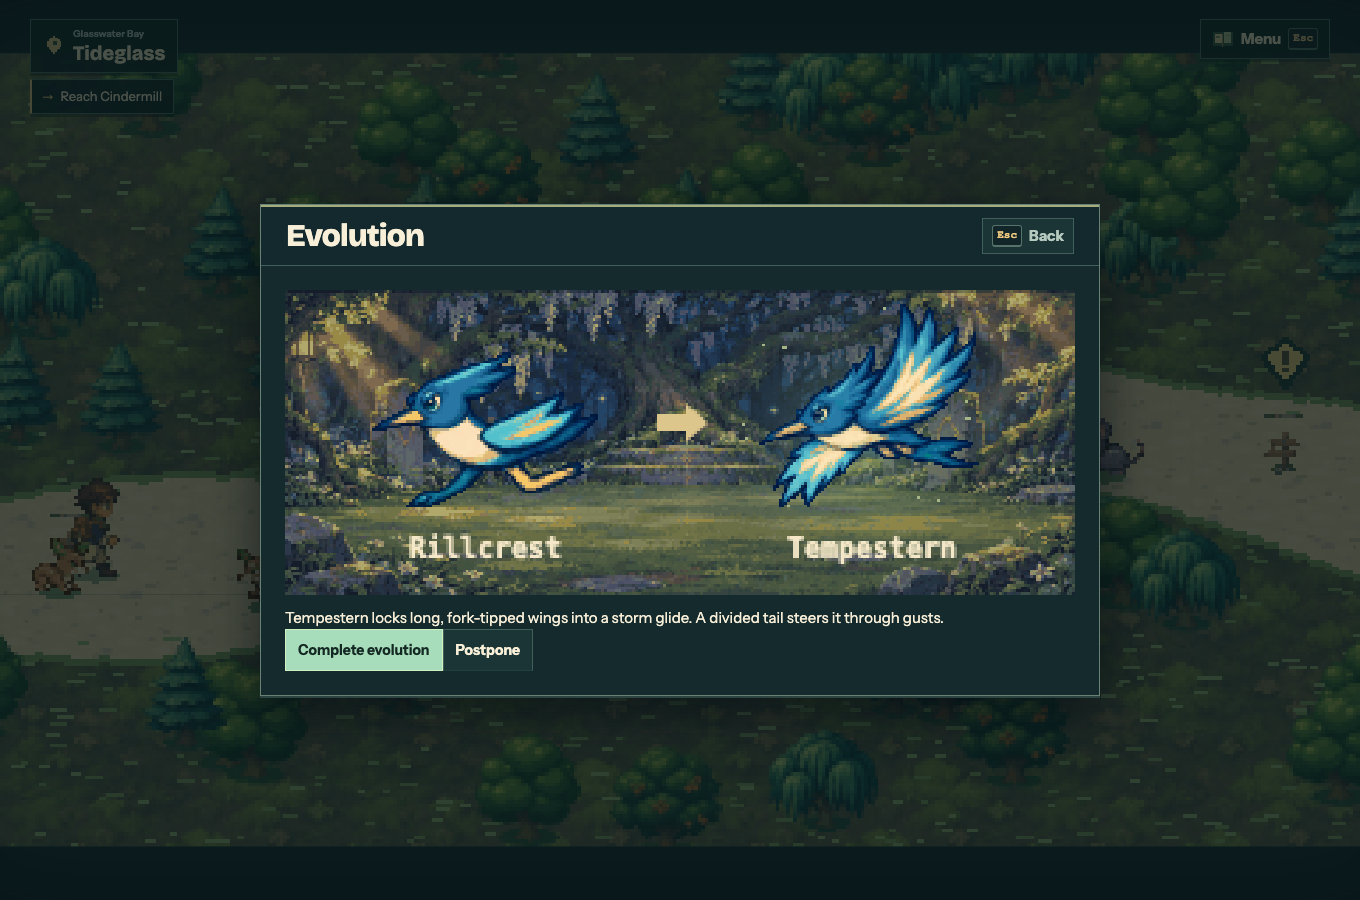 Glasswater Bay
Tideglass
→ Reach Cindermill
Menu Esc
Evolution
Esc Back
Rillcrest
Tempestern
Tempestern locks long, fork-tipped wings into a storm glide. A divided tail steers it through gusts.
Complete evolution
Postpone